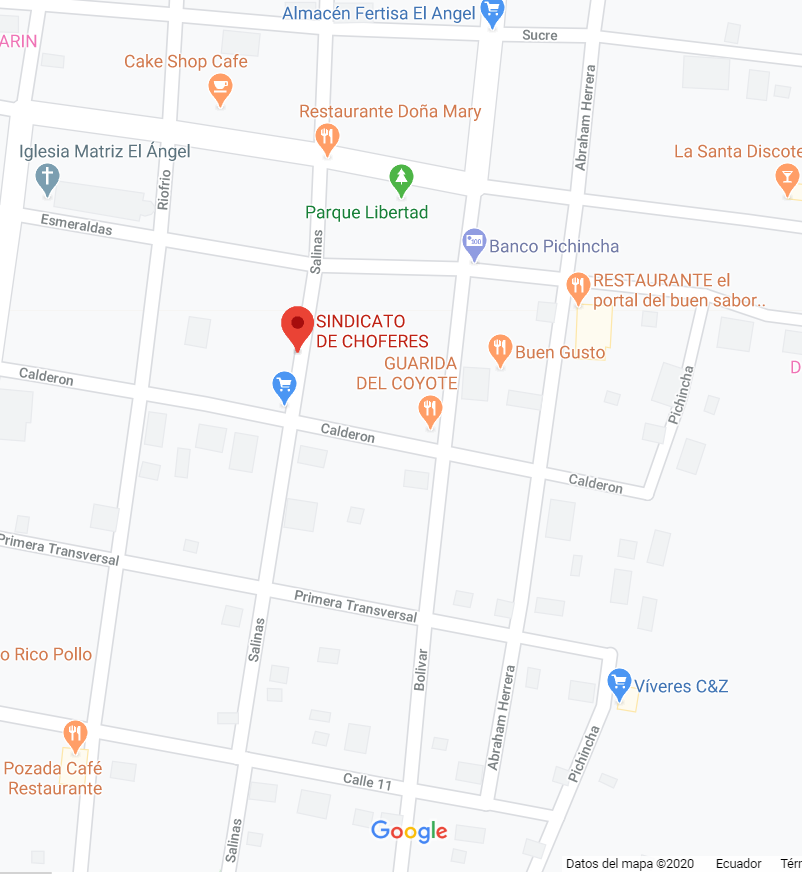 Almacén Fertisa El Angel
Sucre
ARIN
Cake Shop Cafe
Abraham Herrera
Restaurante Doña Mary
Iglesia Matriz El Ángel
La Santa Discote
Riofrio
Parque Libertad
Esmeraldas
Salinas
Banco Pichincha
RESTAURANTE el
portal del buen sabor..
SINDICATO
DE CHOFERES
Buen Gusto
GUARIDA
DEL COYOTE
D
Calderon
Pichincha
Calderon
Calderon
Primera Transversal
Primera Transversal
Salinas
o Rico Pollo
Bolivar
Abraham Herrera
Víveres C&Z
Pichincha
Pozada Café
Restaurante
Calle 11
Salinas
Google
Datos del mapa ©2020 Ecuador Térr